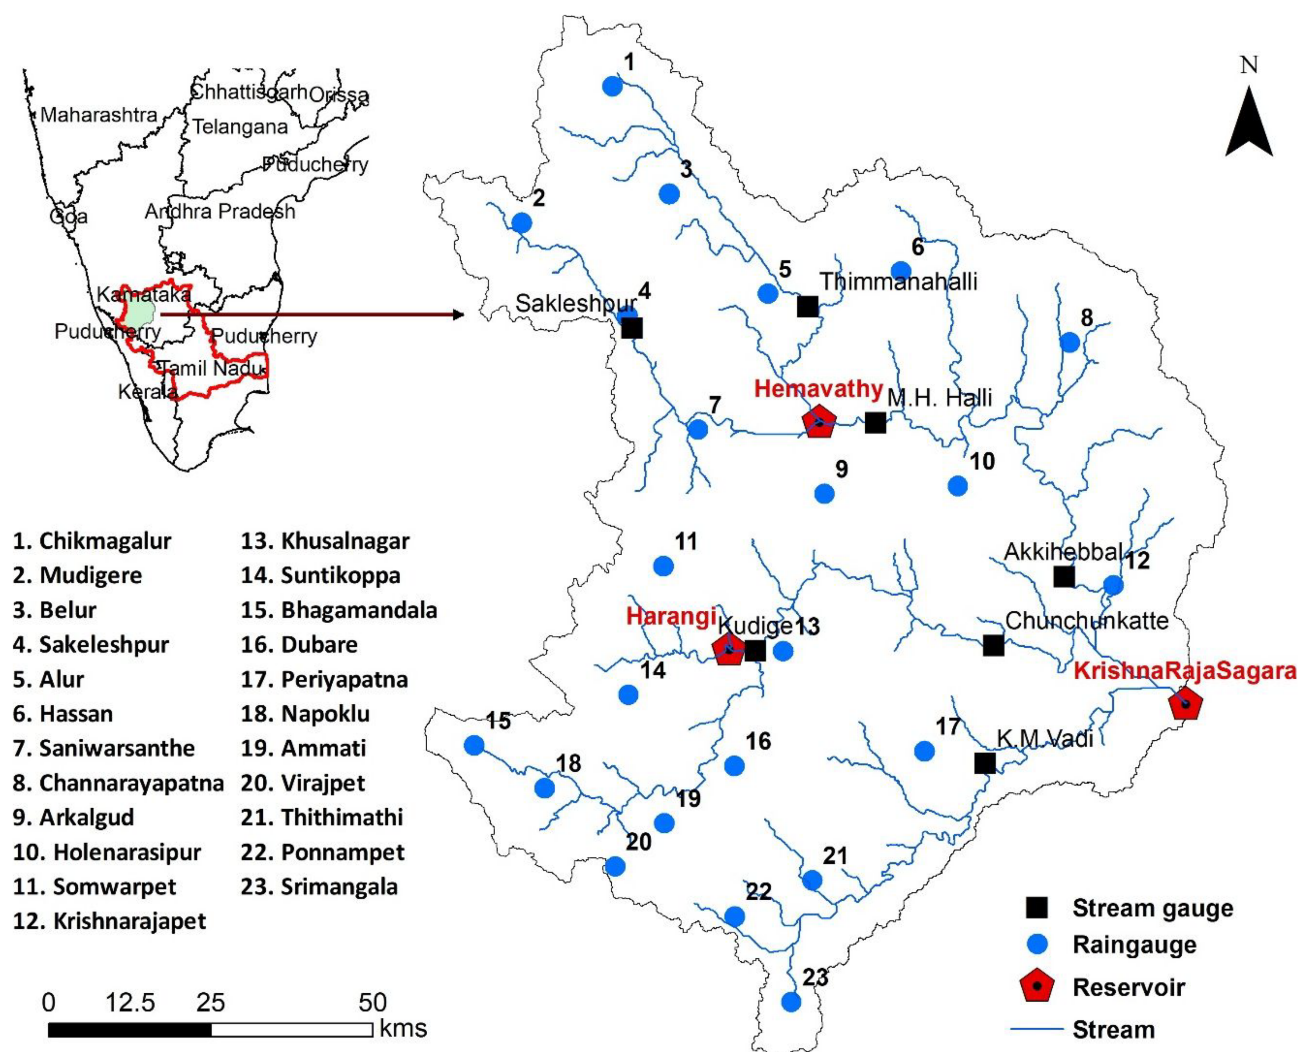 Maharashtra
Chhattisgarh
Orissa
Telangana
Puducherry
Goa
Andhra Pradesh
Karnataka
Puducherry
Puducherry
Tamil Nadu
Kerala
N
1
2
3
4
5
6
7
8
9
10
11
12
13
14
15
16
17
18
19
20
21
22
23
Sakleshpur
Thimmanahalli
Hemavathy
M.H. Halli
Akkihebbal
Chunchunkatte
Harangi
Kudige
KrishnaRajaSagara
K.M.Vadi
1. Chikmagalur
2. Mudigere
3. Belur
4. Sakeleshpur
5. Alur
6. Hassan
7. Saniwarsanthe
8. Channarayapatna
9. Arkalgud
10. Holenarasipur
11. Somwarpet
12. Krishnarajapet
13. Khusalnagar
14. Suntikoppa
15. Bhagamandala
16. Dubare
17. Periyapatna
18. Napoklu
19. Ammati
20. Virajpet
21. Thithimathi
22. Ponnampet
23. Srimangala
Stream gauge
Raingauge
Reservoir
Stream
0 12.5 25 50
kms